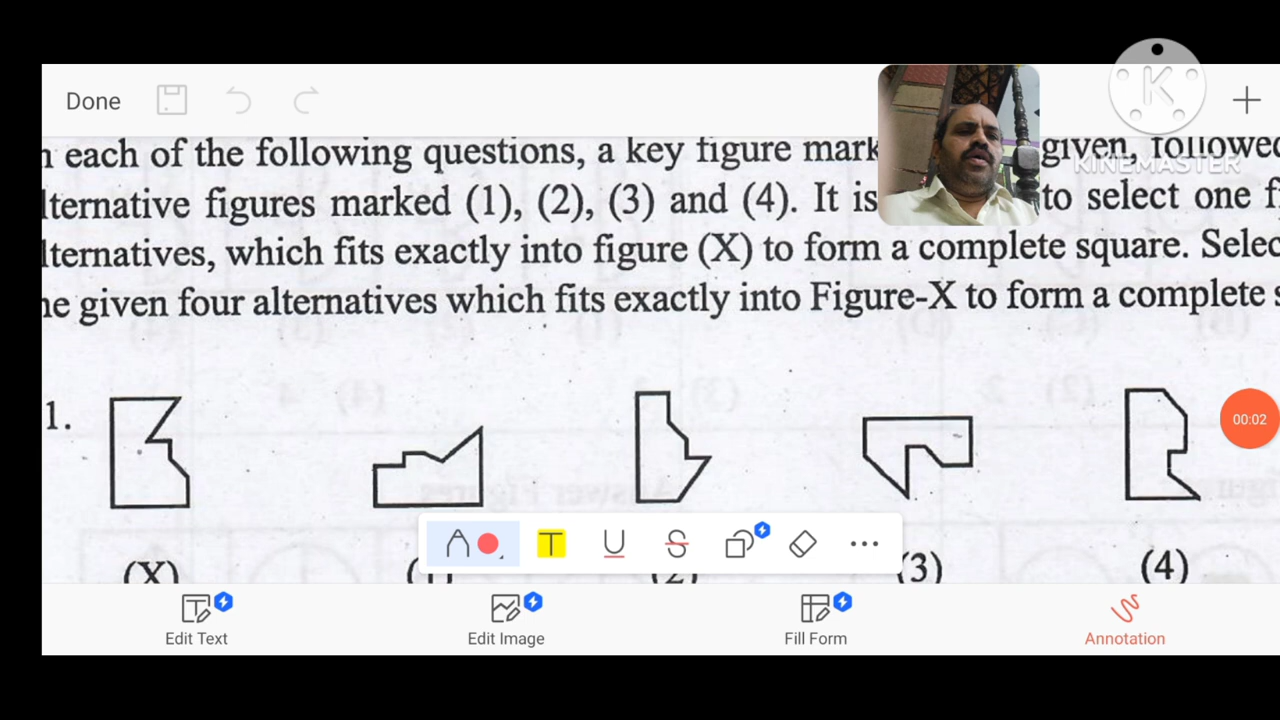 Done
KINEMASTER
n each of the following questions, a key figure mark given, followed
lternative figures marked (1), (2), (3) and (4). It is to select one fi
lternatives, which fits exactly into figure (X) to form a complete square. Selec
ne given four alternatives which fits exactly into Figure-X to form a complete s
1.
00:02
(X) (1) (2) (3) (4)
Edit Text Edit Image Fill Form Annotation